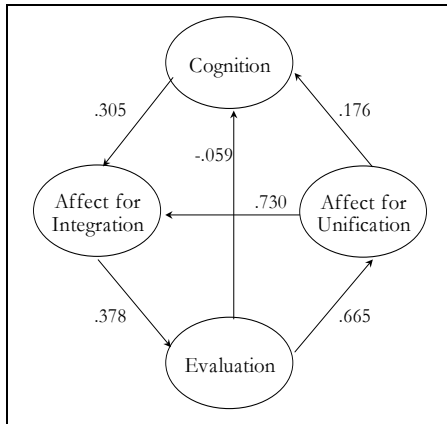 Cognition
.305
.176
-.059
Affect for
Integration
.730
Affect for
Unification
.378
.665
Evaluation